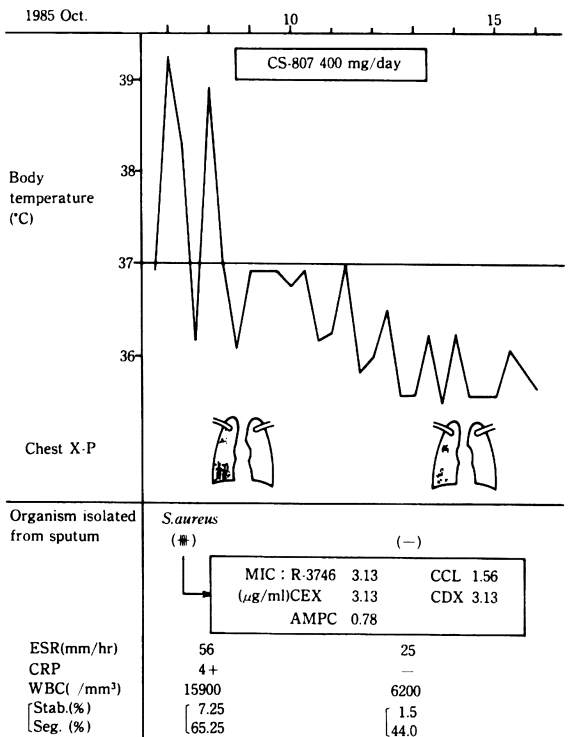 1985 Oct. 10 15
CS-807 400 mg/day
39
38
Body
temperature
(°C)
37
36
Chest X-P
Organism isolated S.aureus
from sputum (卌) (—)
MIC : R-3746 3.13 CCL 1.56
(μg/ml)CEX 3.13 CDX 3.13
AMPC 0.78
ESR(mm/hr) 56 25
CRP 4+ —
WBC( /mm³) 15900 6200
Stab.(%) 7.25 1.5
Seg. (%) 65.25 44.0